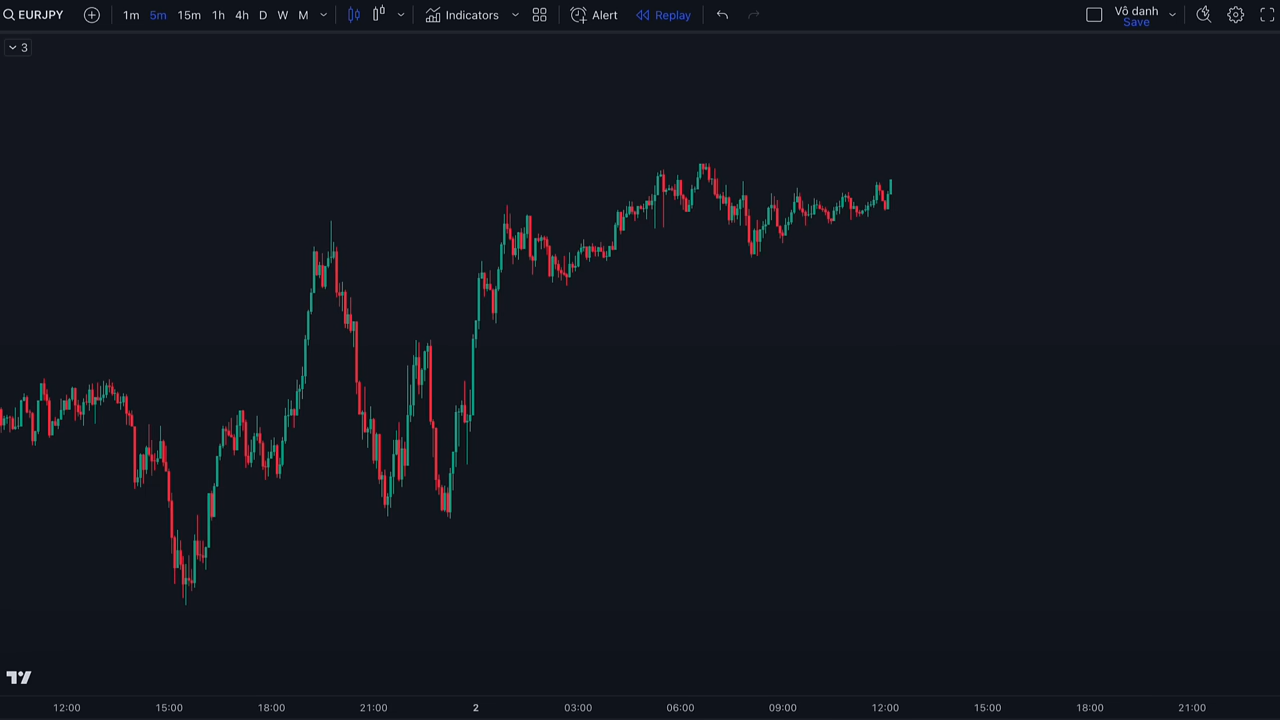 EURJPY 1m 5m 15m 1h 4h D W M Indicators Alert Replay Vô danh
Save
3
12:00 15:00 18:00 21:00 2 03:00 06:00 09:00 12:00 15:00 18:00 21:00